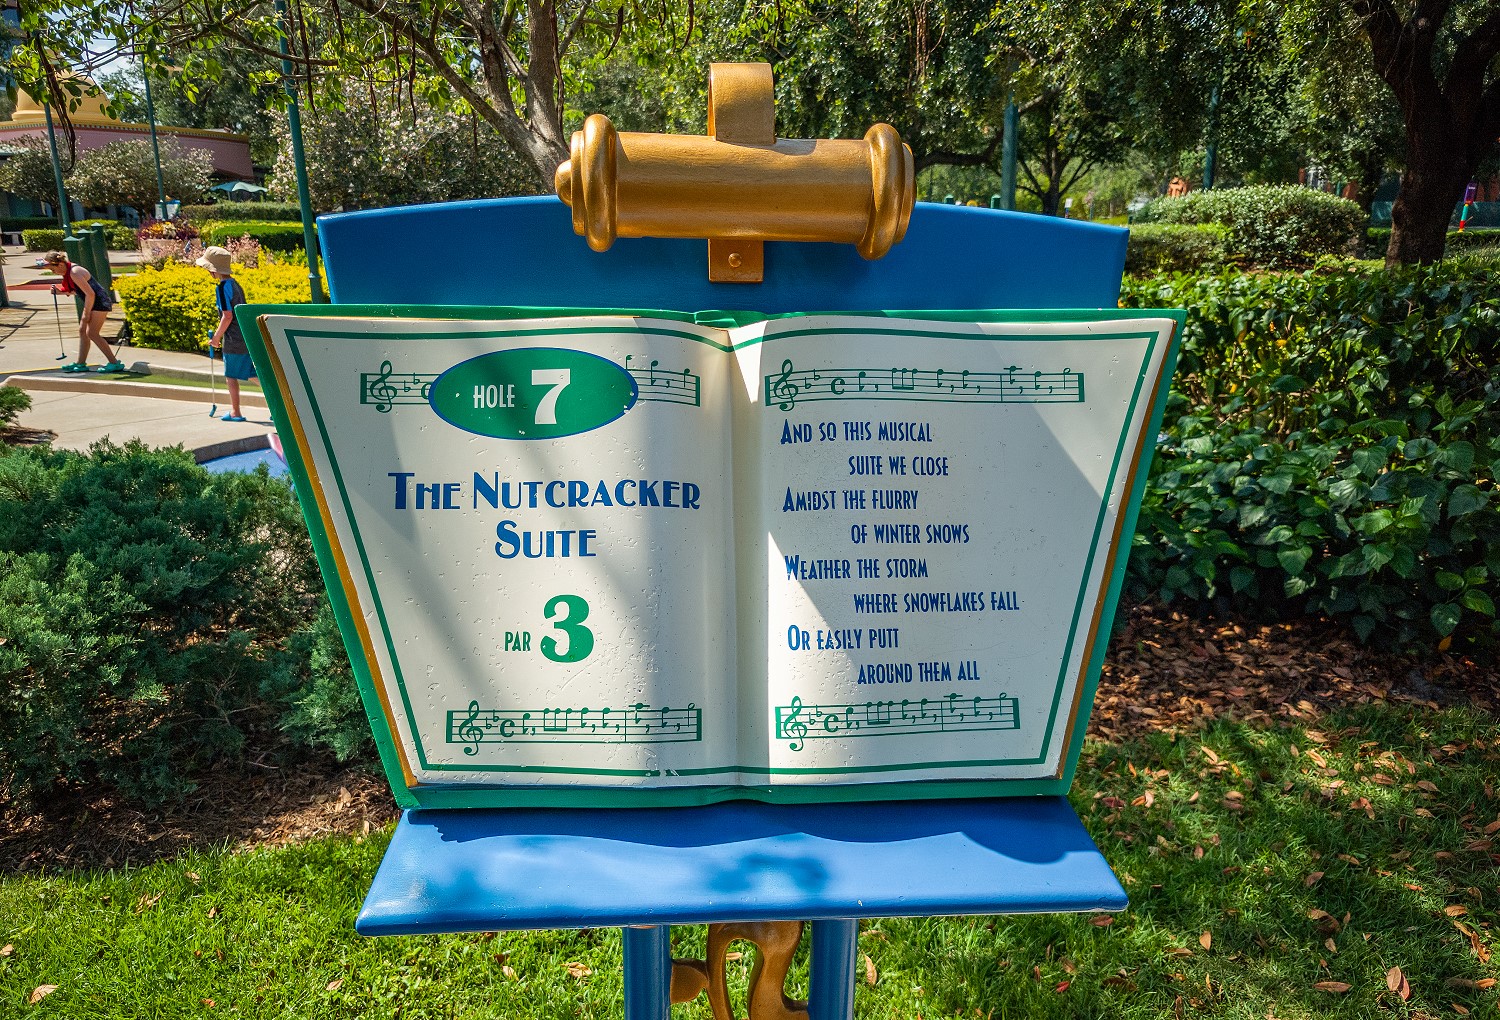 HOLE 7
THE NUTCRACKER
SUITE
PAR 3
AND SO THIS MUSICAL
SUITE WE CLOSE
AMIDST THE FLURRY
OF WINTER SNOWS
WEATHER THE STORM
WHERE SNOWFLAKES FALL
OR EASILY PUTT
AROUND THEM ALL